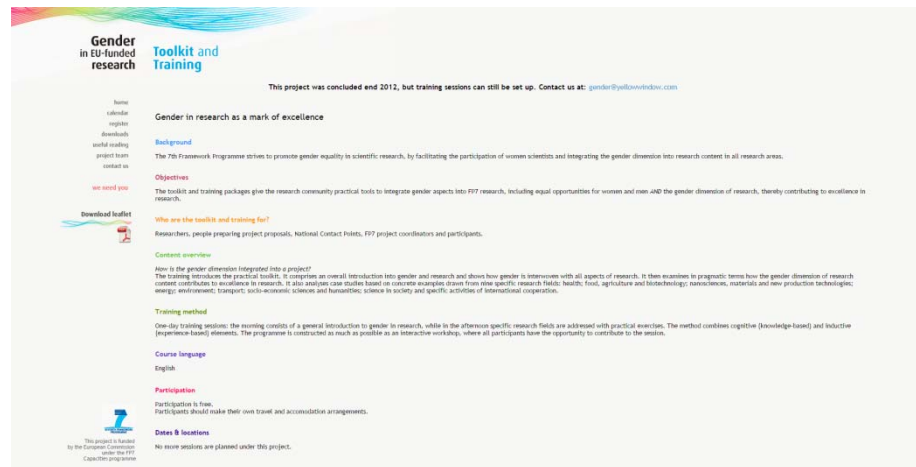 Gender
in EU-funded
research
Toolkit and
Training
This project was concluded end 2012, but training sessions can still be set up. Contact us at: gender@yellowwindow.com
home
calendar
register
downloads
useful reading
project team
contact us
we need you
Download leaflet
Gender in research as a mark of excellence
Background
The 7th Framework Programme strives to promote gender equality in scientific research, by facilitating the participation of women scientists and integrating the gender dimension into research content in all research areas.
Objectives
The toolkit and training packages give the research community practical tools to integrate gender aspects into FP7 research, including equal opportunities for women and men AND the gender dimension of research, thereby contributing to excellence in
research.
Who are the toolkit and training for?
Researchers, people preparing project proposals, National Contact Points, FP7 project coordinators and participants.
Content overview
How is the gender dimension integrated into a project?
The training introduces the practical toolkit. It comprises an overall introduction into gender and research and shows how gender is interwoven with all aspects of research. It then examines in pragmatic terms how the gender dimension of research
content contributes to excellence in research. It also analyses case studies based on concrete examples drawn from nine specific research fields: health; food, agriculture and biotechnology; nanosciences, materials and new production technologies;
energy; environment; transport; socio-economic sciences and humanities; science in society and specific activities of international cooperation.
Training method
One-day training sessions: the morning consists of a general introduction to gender in research, while in the afternoon specific research fields are addressed with practical exercises. The method combines cognitive (knowledge-based) and inductive
(experience-based) elements. The programme is constructed as much as possible as an interactive workshop, where all participants have the opportunity to contribute to the session.
Course language
English
Participation
Participation is free.
Participants should make their own travel and accomodation arrangements.
Dates & locations
No more sessions are planned under this project.
This project is funded
by the European Commission
under the FP7
Capacities programme